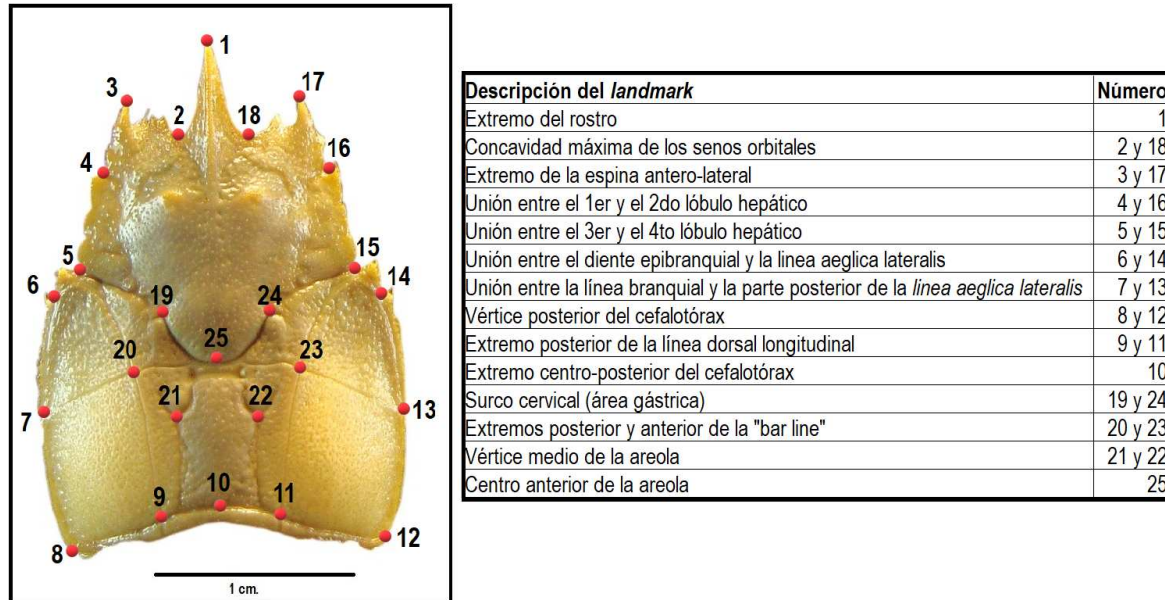 1
3
17
2
18
4
16
5
15
6
14
19
24
25
20
23
7
21
22
13
10
9
11
8
12
1 cm.
Descripción del landmark Número
Extremo del rostro 1
Concavidad máxima de los senos orbitales 2 y 18
Extremo de la espina antero-lateral 3 y 17
Unión entre el 1er y el 2do lóbulo hepático 4 y 16
Unión entre el 3er y el 4to lóbulo hepático 5 y 15
Unión entre el diente epibranquial y la linea aeglica lateralis 6 y 14
Unión entre la línea branquial y la parte posterior de la linea aeglica lateralis 7 y 13
Vértice posterior del cefalotórax 8 y 12
Extremo posterior de la línea dorsal longitudinal 9 y 11
Extremo centro-posterior del cefalotórax 10
Surco cervical (área gástrica) 19 y 24
Extremos posterior y anterior de la "bar line" 20 y 23
Vértice medio de la areola 21 y 22
Centro anterior de la areola 25